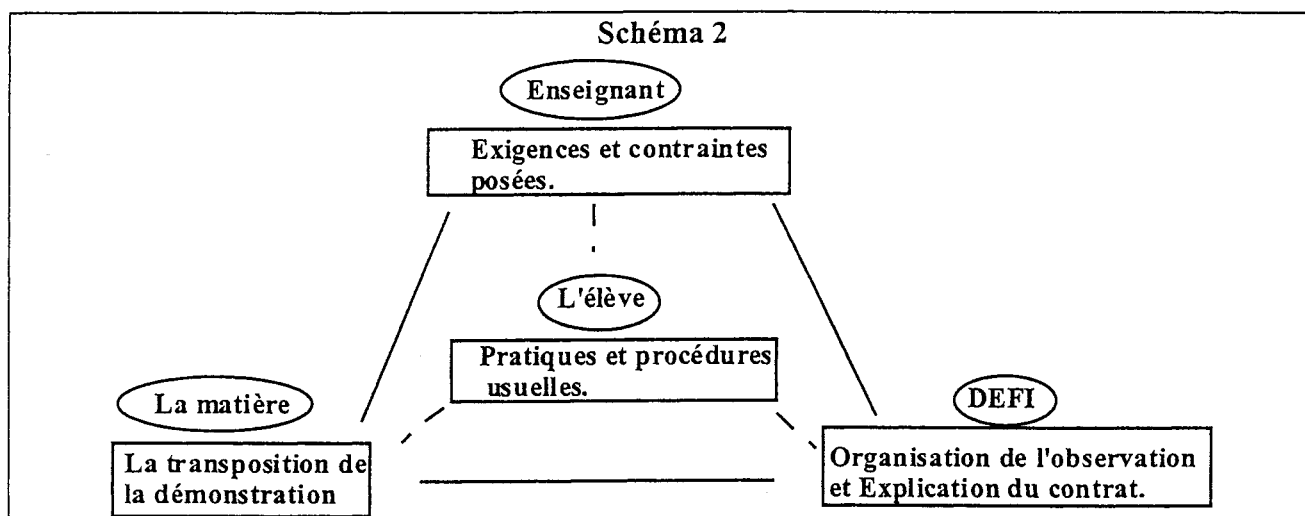 Schéma 2
Enseignant
Exigences et contraintes
posées.
L'élève
Pratiques et procédures
usuelles.
La matière
La transposition de
la démonstration
DEFI
Organisation de l'observation
et Explication du contrat.